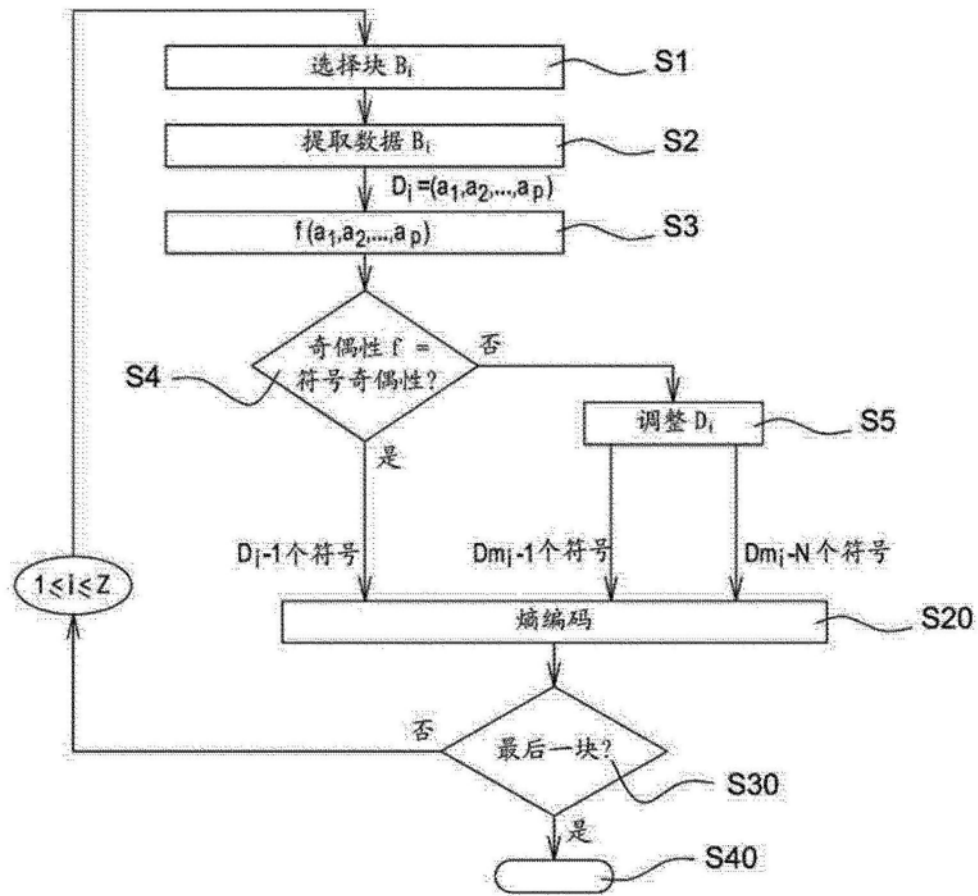 选择块 Bi
S1
提取数据 Bi
S2
Di=(a1,a2,...,ap)
f(a1,a2,...,ap)
S3
奇偶性 f =
符号奇偶性?
S4
否
调整 Di
S5
是
Di-1个符号
Dmi-1个符号
Dmi-N个符号
1≤i≤Z
熵编码
S20
否
最后一块?
S30
是
S40